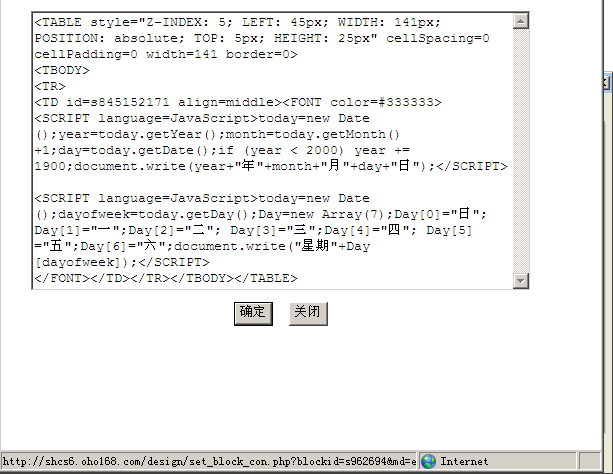 <TABLE style="Z-INDEX: 5; LEFT: 45px; WIDTH: 141px;
POSITION: absolute; TOP: 5px; HEIGHT: 25px" cellSpacing=0
cellPadding=0 width=141 border=0>
<TBODY>
<TR>
<TD id=s845152171 align=middle><FONT color=#333333>
<SCRIPT language=JavaScript>today=new Date
();year=today.getYear();month=today.getMonth()
+1;day=today.getDate();if (year < 2000) year +=
1900;document.write(year+"年"+month+"月"+day+"日");</SCRIPT>
<SCRIPT language=JavaScript>today=new Date
();dayofweek=today.getDay();Day=new Array(7);Day[0]="日";
Day[1]="一";Day[2]="二"; Day[3]="三";Day[4]="四"; Day[5]
="五";Day[6]="六";document.write("星期"+Day
[dayofweek]);</SCRIPT>
</FONT></TD></TR></TBODY></TABLE>
确定 关闭
http://shcs6.oho168.com/design/set_block_con.php?blockid=s962694&md=e Internet